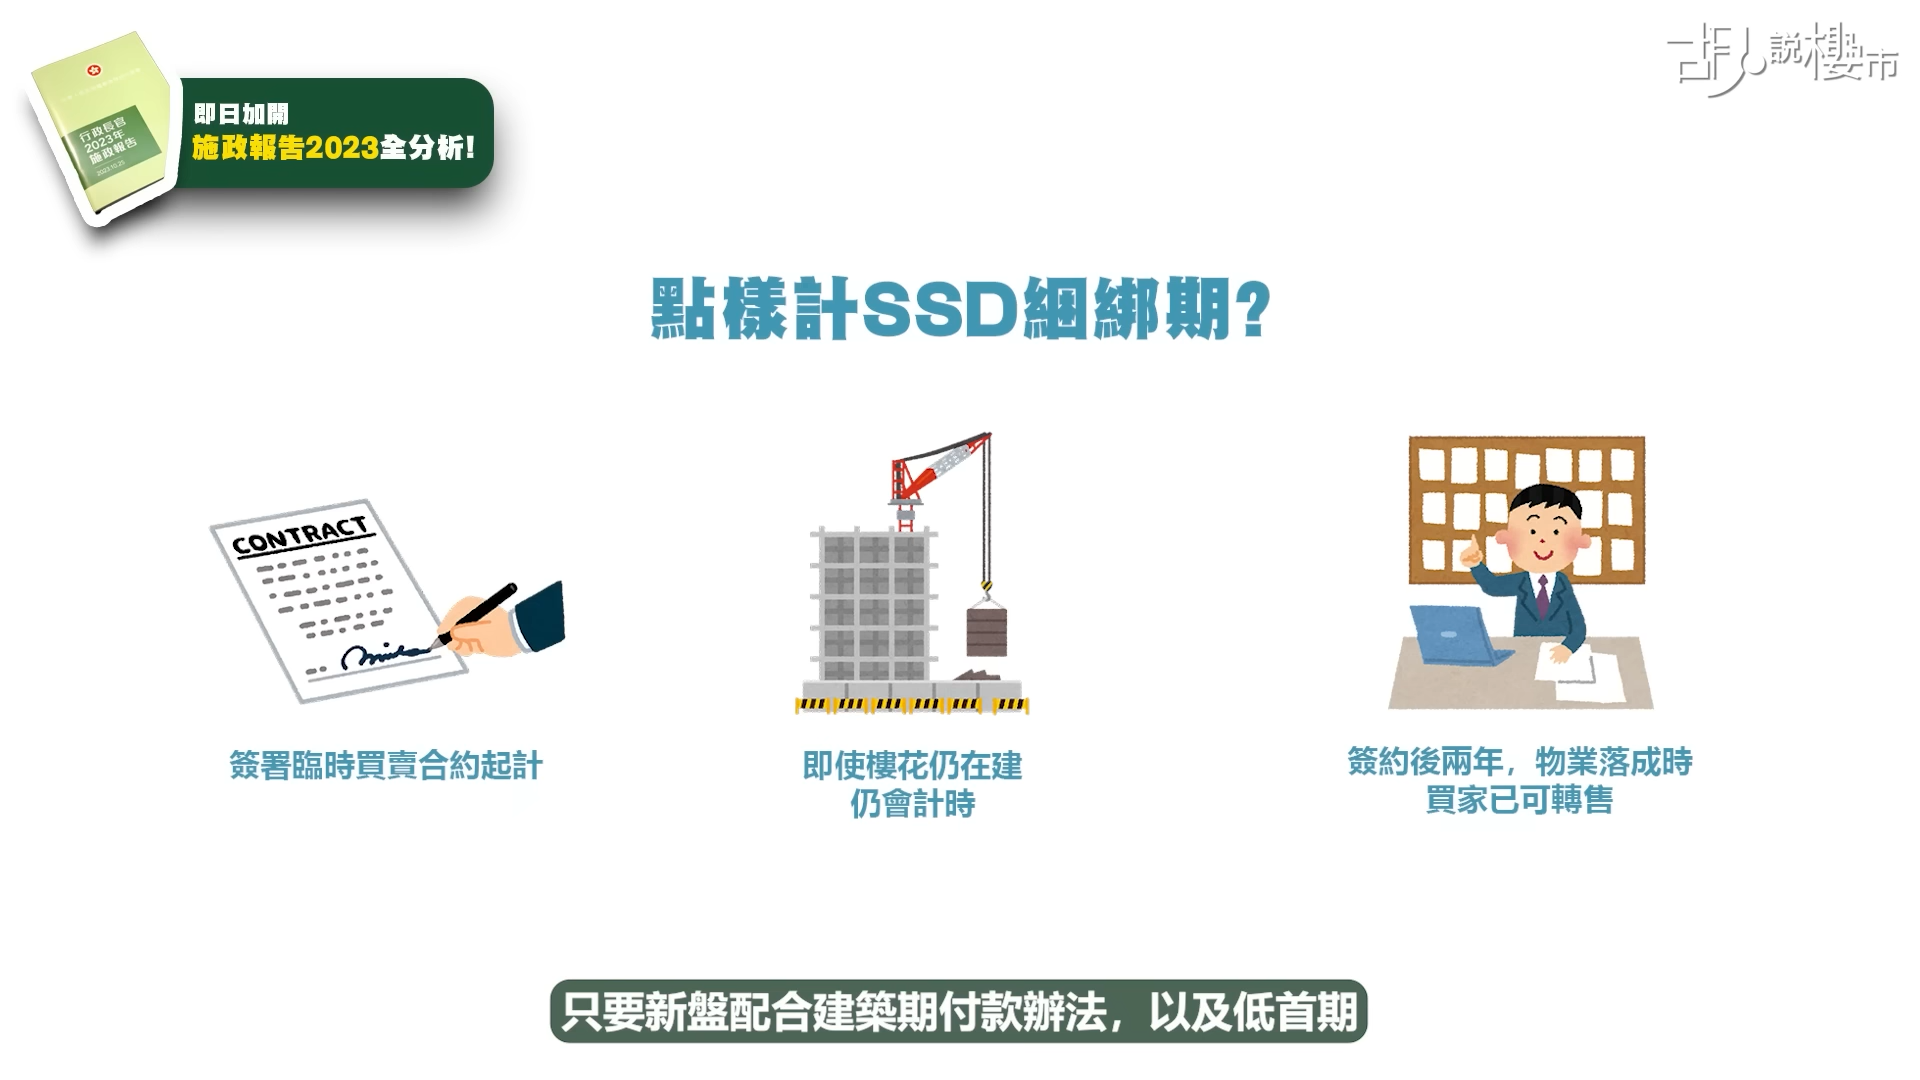 胡.説樓市
行政長官
2023年
施政報告
2023.10.25
即日加開
施政報告2023全分析!
點樣計SSD綑綁期?
CONTRACT
簽署臨時買賣合約起計
即使樓花仍在建
仍會計時
簽約後兩年，物業落成時
買家已可轉售
只要新盤配合建築期付款辦法，以及低首期